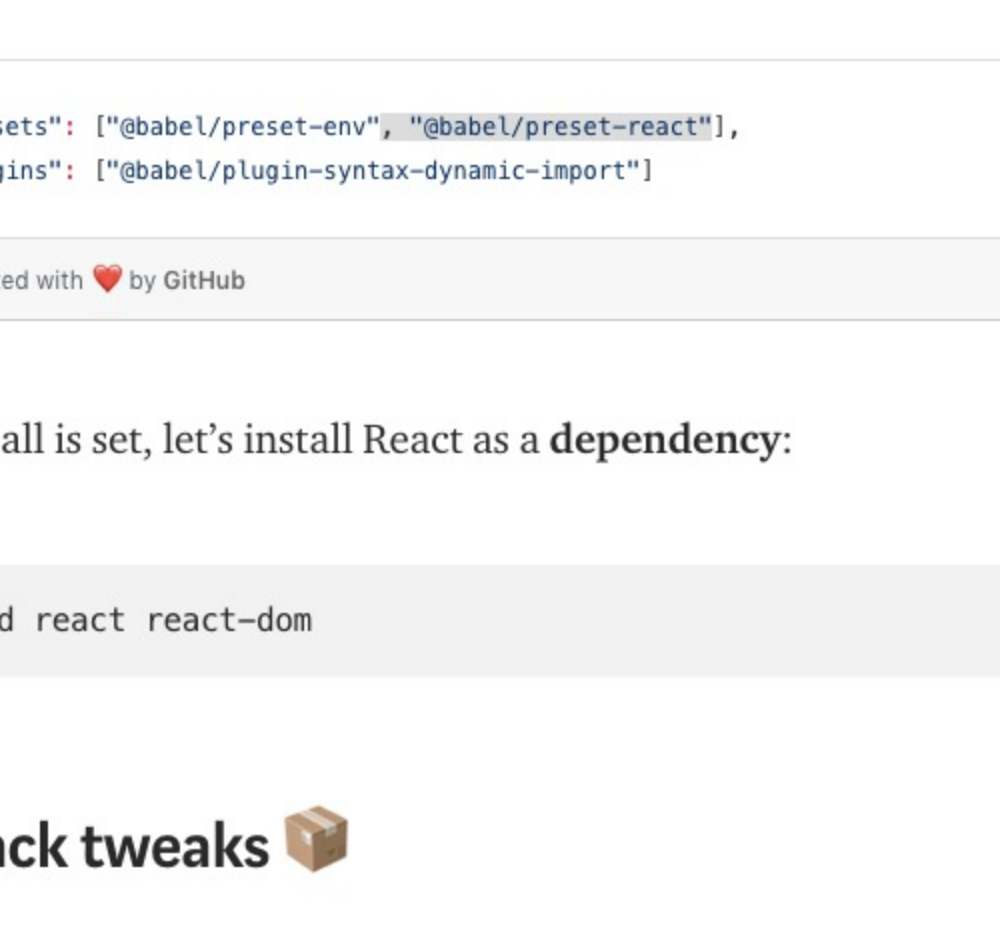 sets": ["@babel/preset-env", "@babel/preset-react"],
gins": ["@babel/plugin-syntax-dynamic-import"]
ed with ❤️ by GitHub
all is set, let’s install React as a dependency:
d react react-dom
ack tweaks 📦